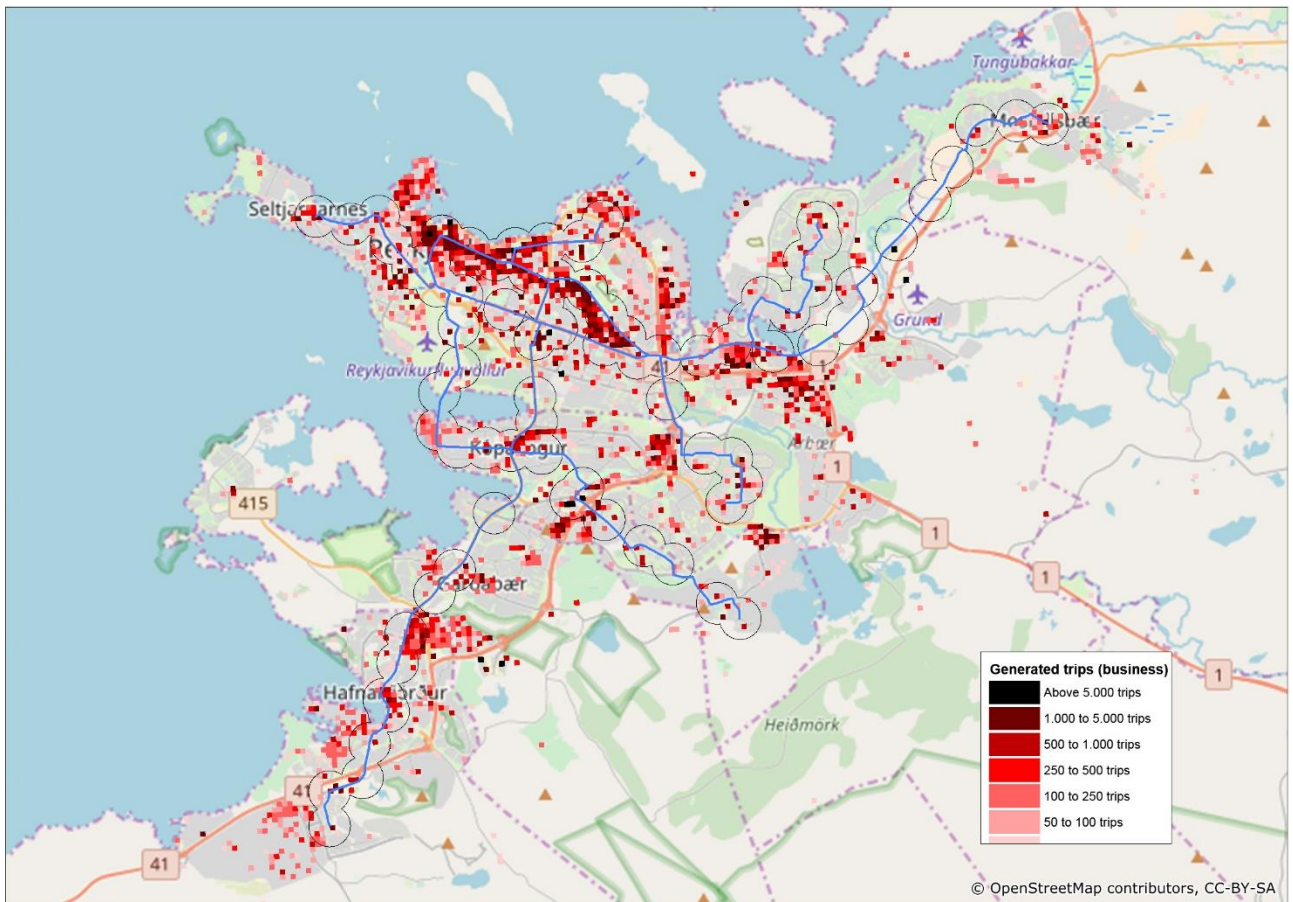 Tungubakkar
Seltjarnarnes
Grund
41
1
Reykjavíkurflugvöllur
Árbær
1
415
1
1
Garðabær
1
Hafnarfjörður
Heiðmörk
41
41
Generated trips (business)
Above 5.000 trips
1.000 to 5.000 trips
500 to 1.000 trips
250 to 500 trips
100 to 250 trips
50 to 100 trips
© OpenStreetMap contributors, CC-BY-SA